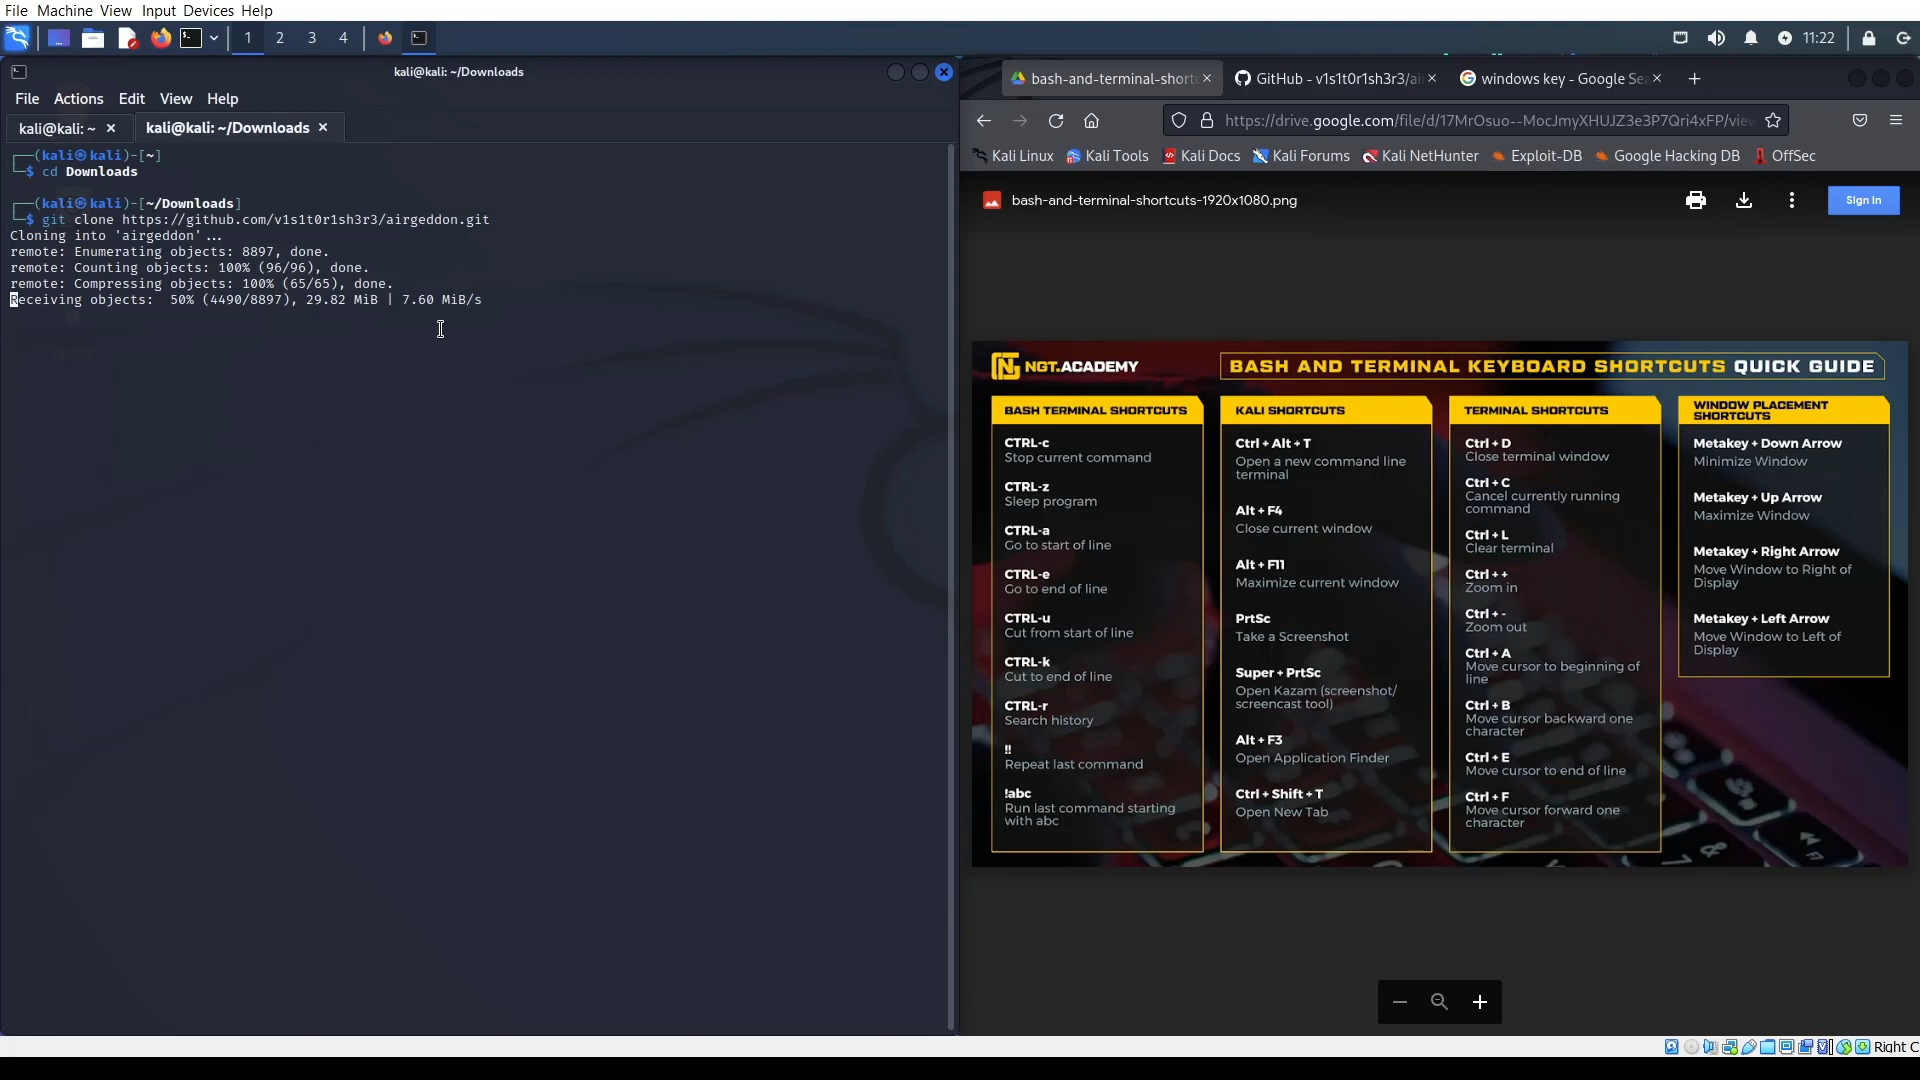 File Machine View Input Devices Help
1 2 3 4
11:22
kali@kali: ~/Downloads
File Actions Edit View Help
kali@kali: ~ × kali@kali: ~/Downloads ×
┌──(kali㉿kali)-[~]
└─$ cd Downloads
┌──(kali㉿kali)-[~/Downloads]
└─$ git clone https://github.com/v1s1t0r1sh3r3/airgeddon.git
Cloning into 'airgeddon'...
remote: Enumerating objects: 8897, done.
remote: Counting objects: 100% (96/96), done.
remote: Compressing objects: 100% (65/65), done.
Receiving objects:  50% (4490/8897), 29.82 MiB | 7.60 MiB/s
bash-and-terminal-short × GitHub - v1s1t0r1sh3r3/ai × windows key - Google Se × +
https://drive.google.com/file/d/17MrOsuo--MocJmyXHUJZ3e3P7Qri4xFP/view
Kali Linux Kali Tools Kali Docs Kali Forums Kali NetHunter Exploit-DB Google Hacking DB OffSec
bash-and-terminal-shortcuts-1920x1080.png
Sign in
NGT.ACADEMY
BASH AND TERMINAL KEYBOARD SHORTCUTS QUICK GUIDE
BASH TERMINAL SHORTCUTS
CTRL-c
Stop current command
CTRL-z
Sleep program
CTRL-a
Go to start of line
CTRL-e
Go to end of line
CTRL-u
Cut from start of line
CTRL-k
Cut to end of line
CTRL-r
Search history
!!
Repeat last command
!abc
Run last command starting
with abc
KALI SHORTCUTS
Ctrl + Alt + T
Open a new command line
terminal
Alt + F4
Close current window
Alt + F11
Maximize current window
PrtSc
Take a Screenshot
Super + PrtSc
Open Kazam (screenshot/
screencast tool)
Alt + F3
Open Application Finder
Ctrl + Shift + T
Open New Tab
TERMINAL SHORTCUTS
Ctrl + D
Close terminal window
Ctrl + C
Cancel currently running
command
Ctrl + L
Clear terminal
Ctrl + +
Zoom in
Ctrl + -
Zoom out
Ctrl + A
Move cursor to beginning of
line
Ctrl + B
Move cursor backward one
character
Ctrl + E
Move cursor to end of line
Ctrl + F
Move cursor forward one
character
WINDOW PLACEMENT
SHORTCUTS
Metakey + Down Arrow
Minimize Window
Metakey + Up Arrow
Maximize Window
Metakey + Right Arrow
Move Window to Right of
Display
Metakey + Left Arrow
Move Window to Left of
Display
Right C